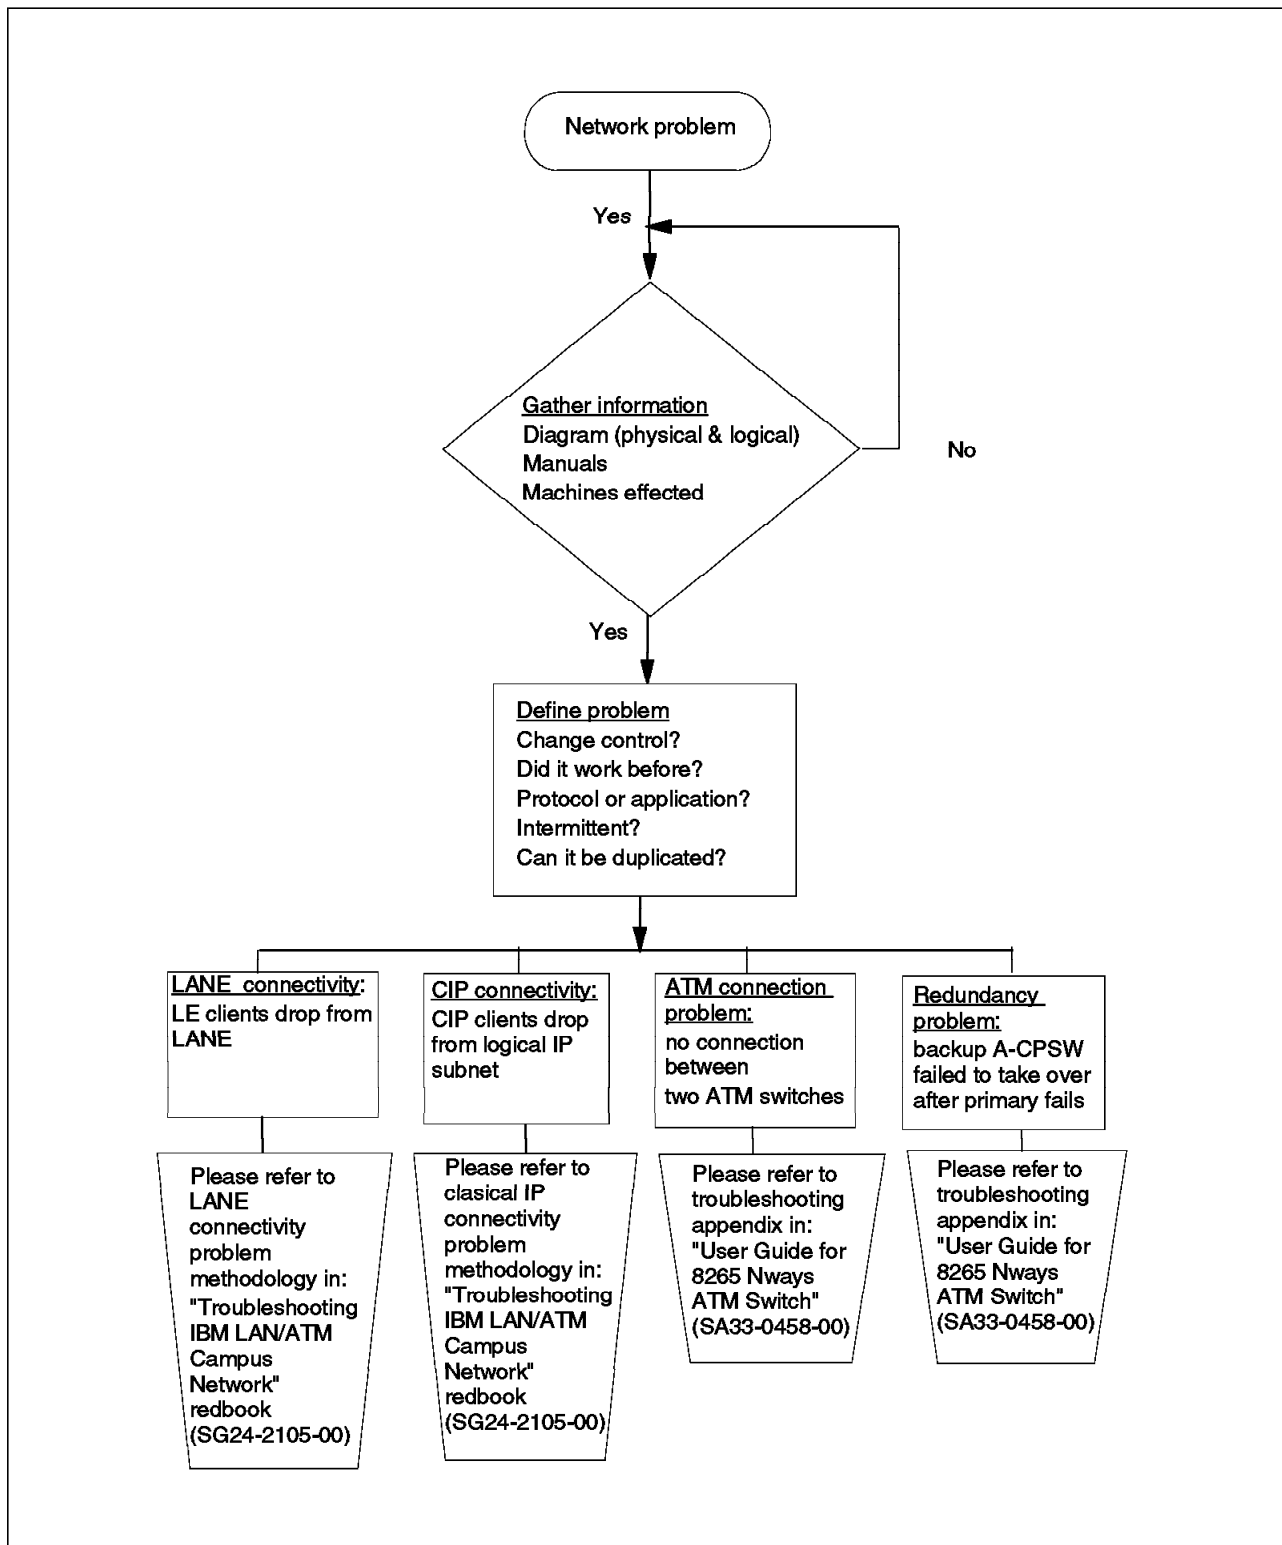 Network problem
Yes
Gather information
Diagram (physical & logical)
Manuals
Machines effected
No
Yes
Define problem
Change control?
Did it work before?
Protocol or application?
Intermittent?
Can it be duplicated?
LANE connectivity:
LE clients drop from
LANE
CIP connectivity:
CIP clients drop
from logical IP
subnet
ATM connection
problem:
no connection
between
two ATM switches
Redundancy
problem:
backup A-CPSW
failed to take over
after primary fails
Please refer to
LANE
connectivity
problem
methodology in:
"Troubleshooting
IBM LAN/ATM
Campus
Network"
redbook
(SG24-2105-00)
Please refer to
clasical IP
connectivity
problem
methodology in:
"Troubleshooting
IBM LAN/ATM
Campus
Network"
redbook
(SG24-2105-00)
Please refer to
troubleshooting
appendix in:
"User Guide for
8265 Nways
ATM Switch"
(SA33-0458-00)
Please refer to
troubleshooting
appendix in:
"User Guide for
8265 Nways
ATM Switch"
(SA33-0458-00)